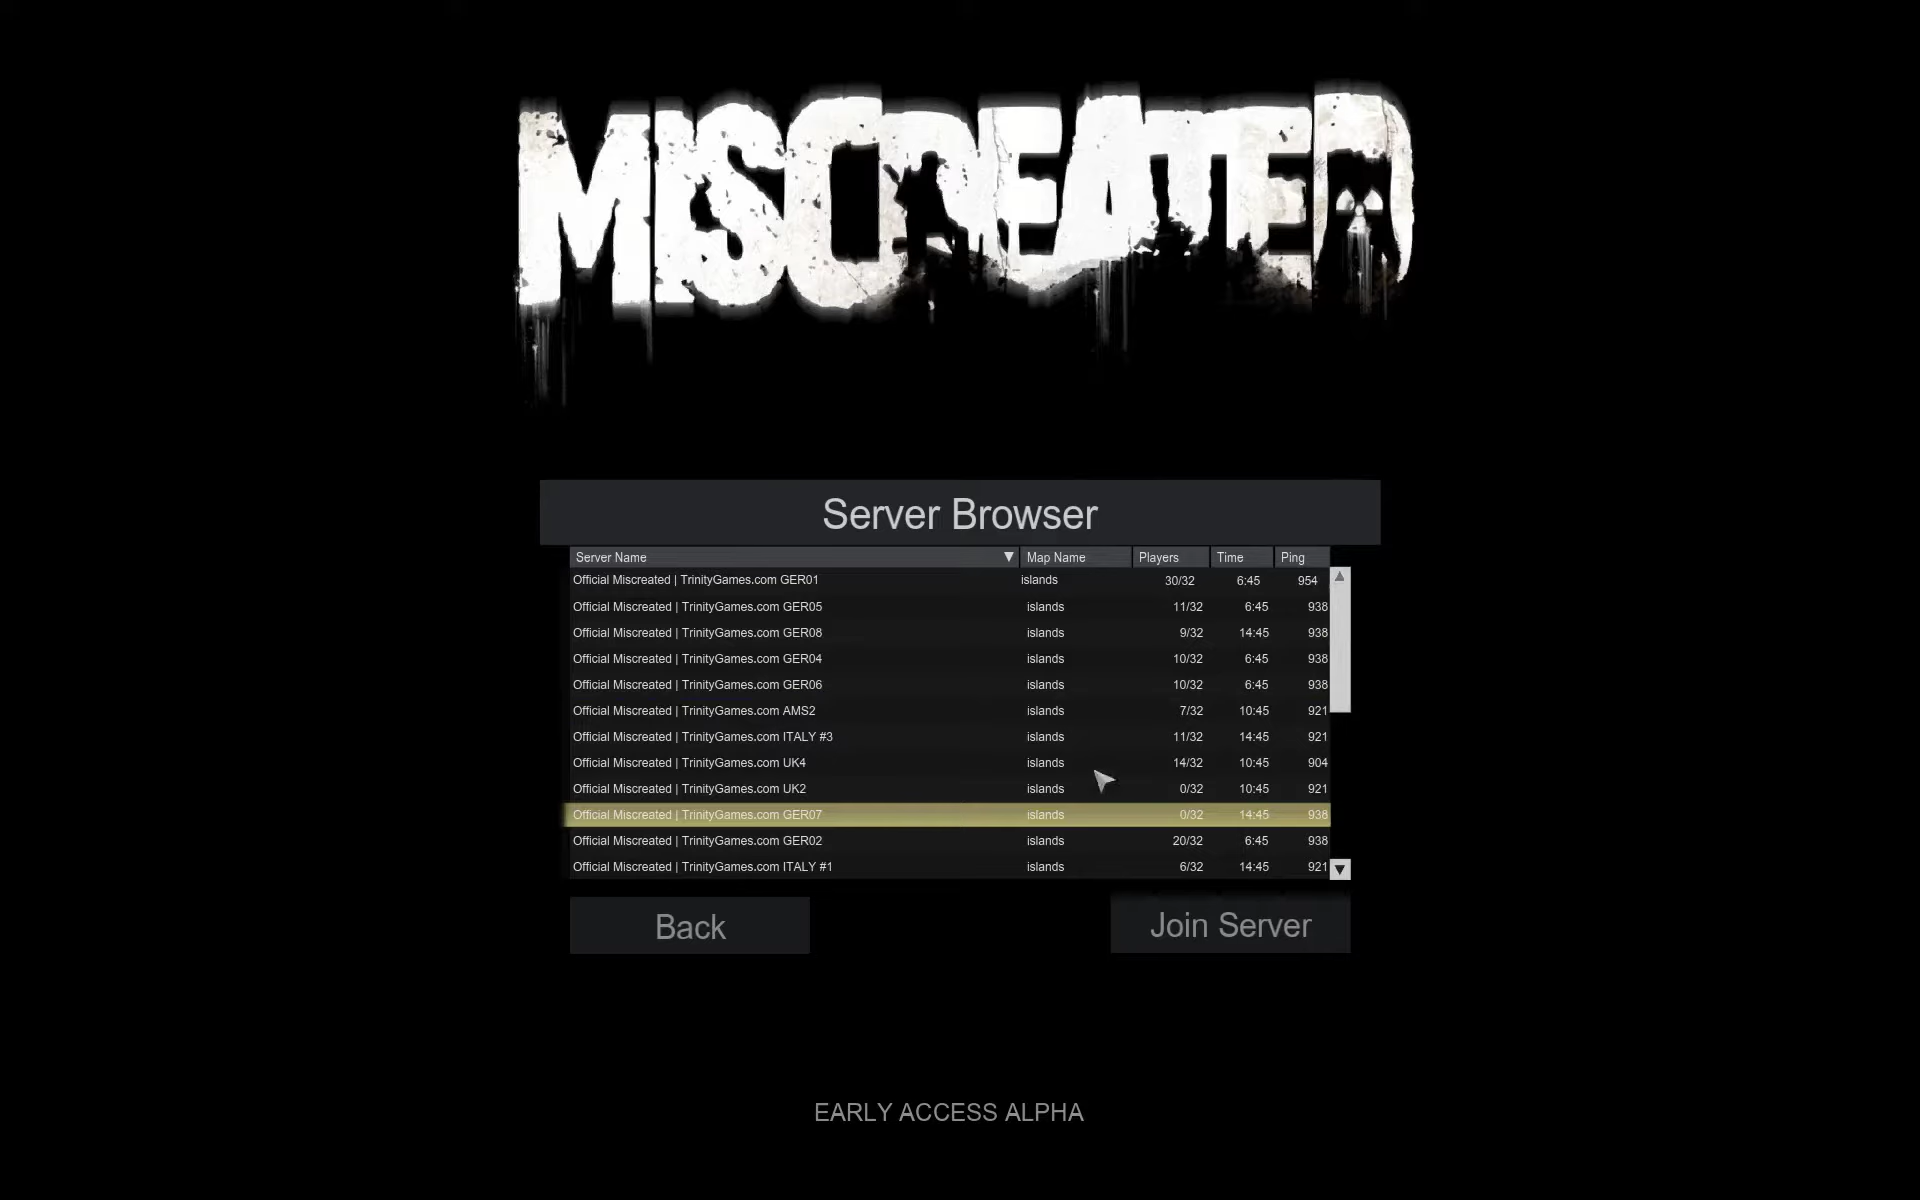 MISCREATED
Server Browser
Server Name Map Name Players Time Ping
Official Miscreated | TrinityGames.com GER01 islands 30/32 6:45 954
Official Miscreated | TrinityGames.com GER05 islands 11/32 6:45 938
Official Miscreated | TrinityGames.com GER08 islands 9/32 14:45 938
Official Miscreated | TrinityGames.com GER04 islands 10/32 6:45 938
Official Miscreated | TrinityGames.com GER06 islands 10/32 6:45 938
Official Miscreated | TrinityGames.com AMS2 islands 7/32 10:45 921
Official Miscreated | TrinityGames.com ITALY #3 islands 11/32 14:45 921
Official Miscreated | TrinityGames.com UK4 islands 14/32 10:45 904
Official Miscreated | TrinityGames.com UK2 islands 0/32 10:45 921
Official Miscreated | TrinityGames.com GER07 islands 0/32 14:45 938
Official Miscreated | TrinityGames.com GER02 islands 20/32 6:45 938
Official Miscreated | TrinityGames.com ITALY #1 islands 6/32 14:45 921
Back Join Server
EARLY ACCESS ALPHA